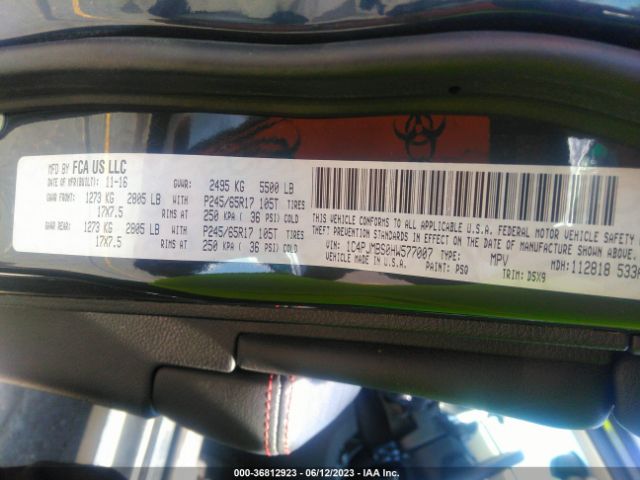 MFD BY: FCA US LLC
DATE OF MFR(BUILT): 11-16 GVWR: 2495 KG 5500 LB
GAWR FRONT: 1273 KG 2805 LB WITH P245/65R17 105T TIRES
17X7.5 RIMS AT 250 KPA ( 36 PSI) COLD
GAWR REAR: 1273 KG 2805 LB WITH P245/65R17 105T TIRES
17X7.5 RIMS AT 250 KPA ( 36 PSI) COLD
THIS VEHICLE CONFORMS TO ALL APPLICABLE U.S.A. FEDERAL MOTOR VEHICLE SAFETY
THEFT PREVENTION STANDARDS IN EFFECT ON THE DATE OF MANUFACTURE SHOWN ABOVE.
VIN: 1C4PJMBS0HW577007 TYPE: MPV
VEHICLE MADE IN U.S.A. PAINT: PSQ MDH: 112818 533
TRIM: DSX9
000-36812923 - 06/12/2023 - IAA Inc.